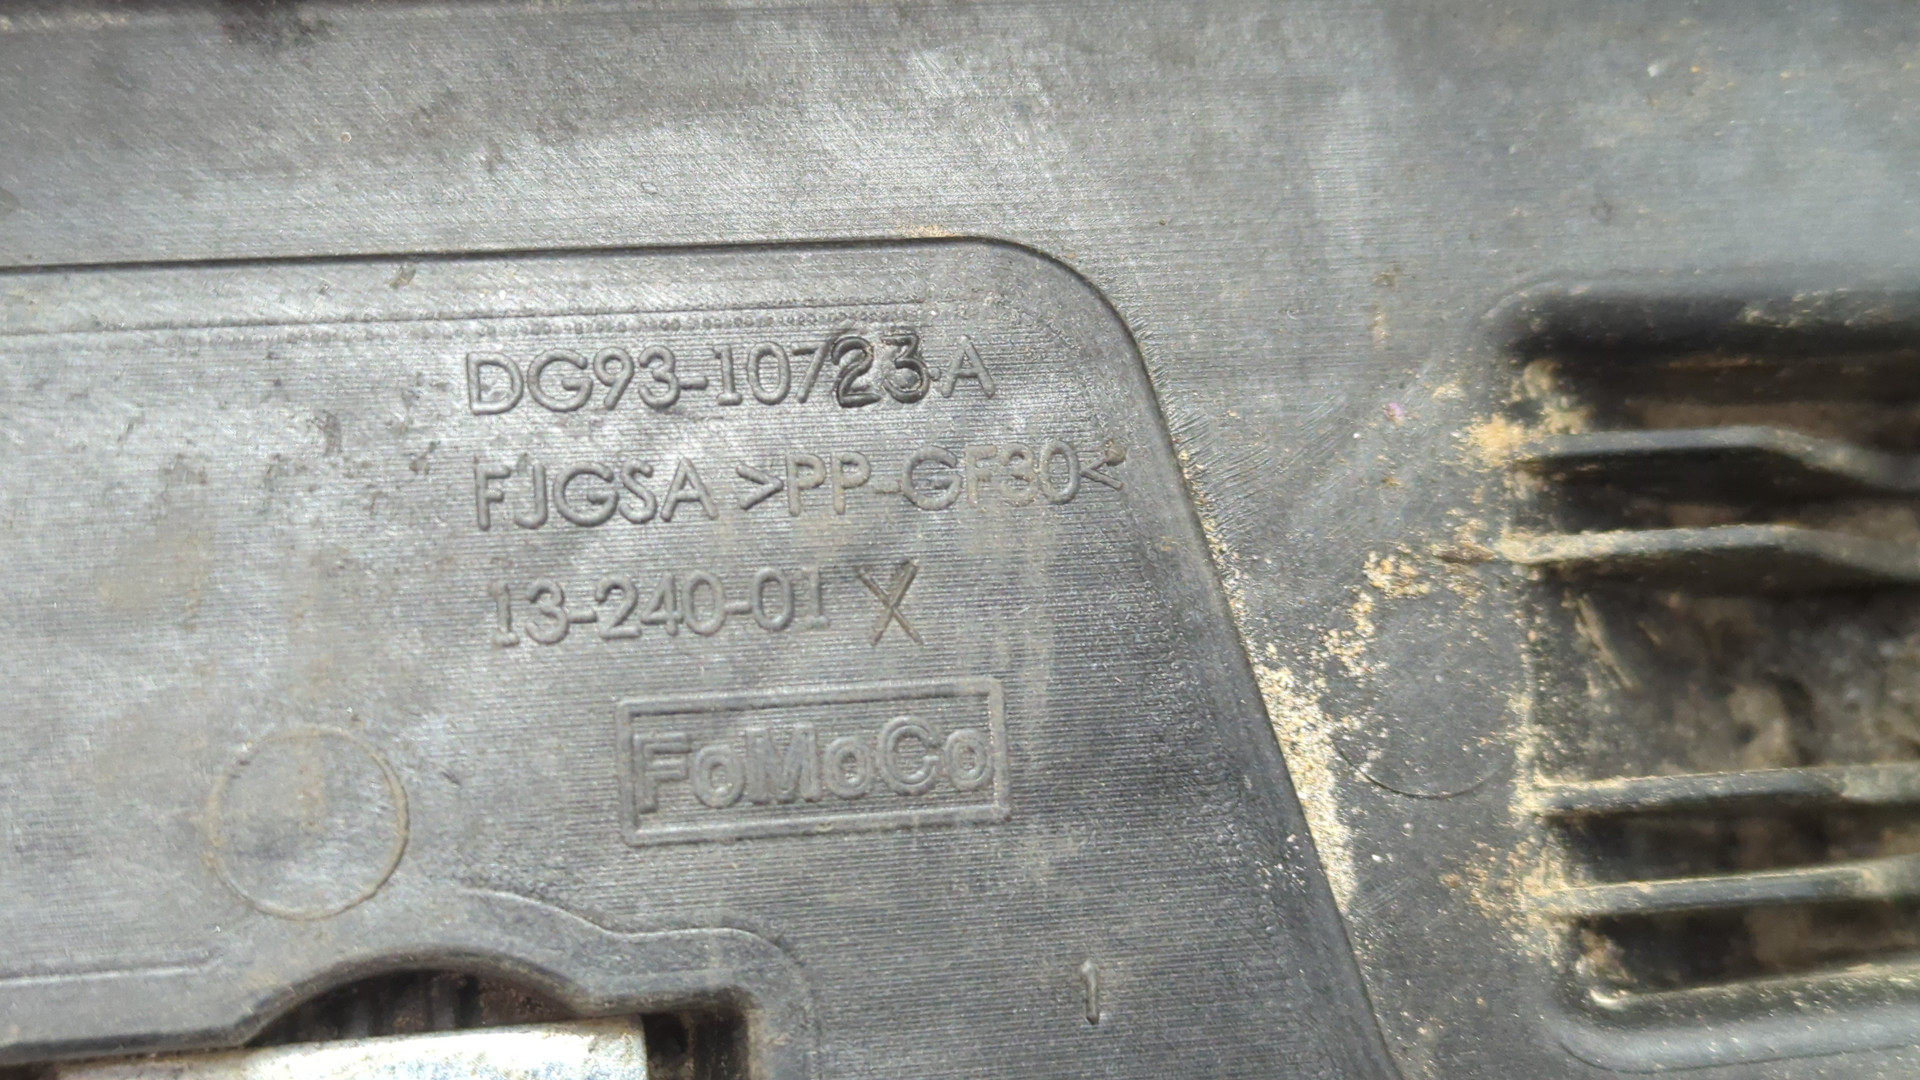 DG93-10723-A
FJGSA >PP-GF30<
13-240-01 X
FoMoCo
1